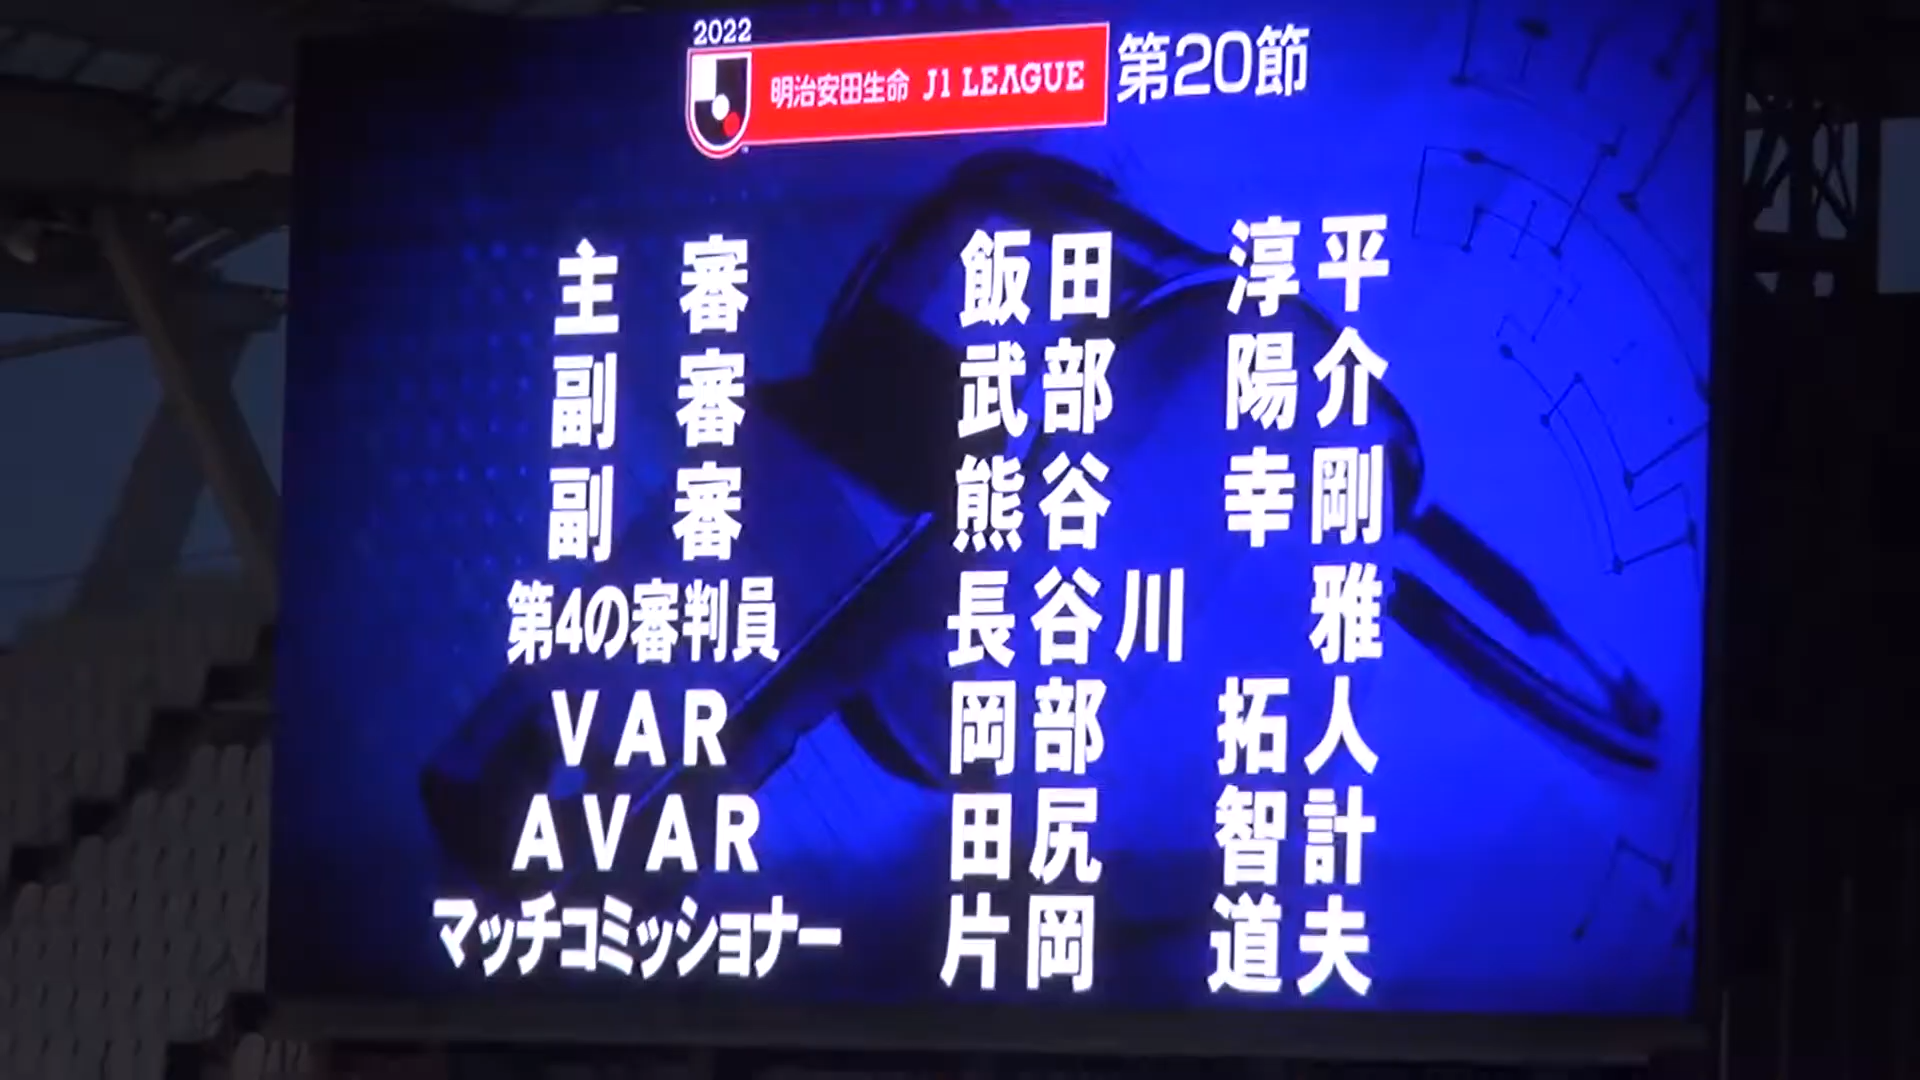 2022
明治安田生命 J1 LEAGUE 第20節
主 審 飯田 淳平
副 審 武部 陽介
副 審 熊谷 幸剛
第4の審判員 長谷川 雅
VAR 岡部 拓人
AVAR 田尻 智計
マッチコミッショナー 片岡 道夫